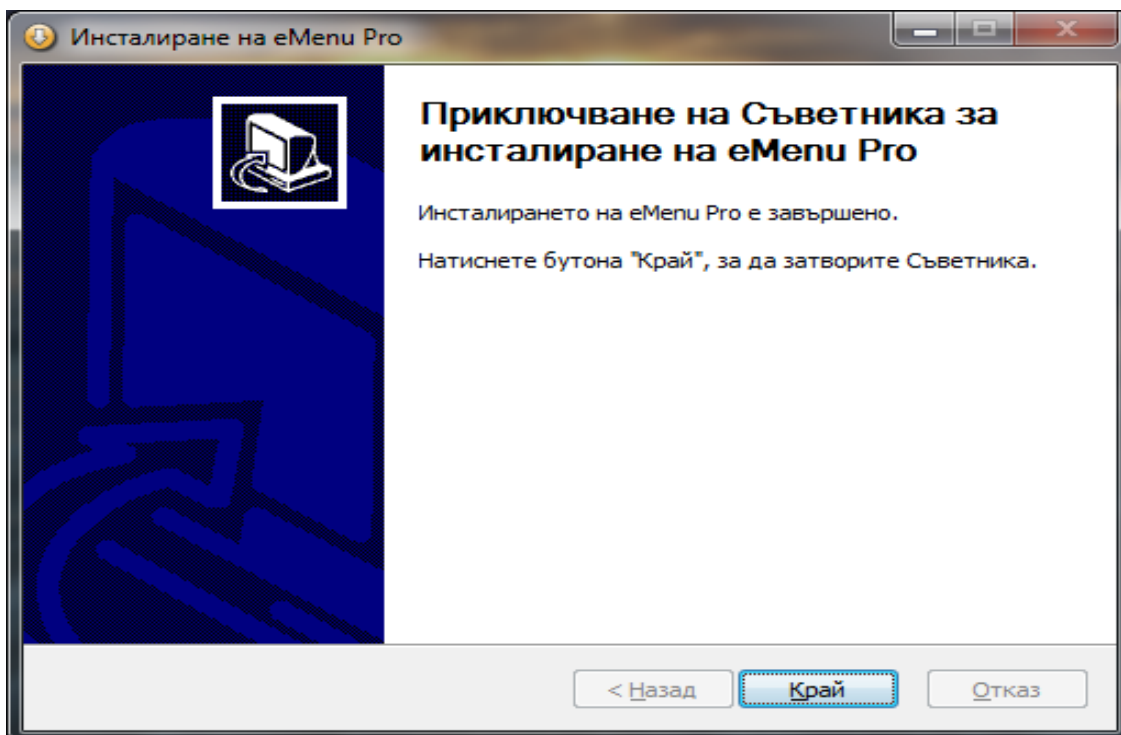 Инсталиране на eMenu Pro
Приключване на Съветника за
инсталиране на eMenu Pro
Инсталирането на eMenu Pro е завършено.
Натиснете бутона "Край", за да затворите Съветника.
< Назад
Край
Отказ